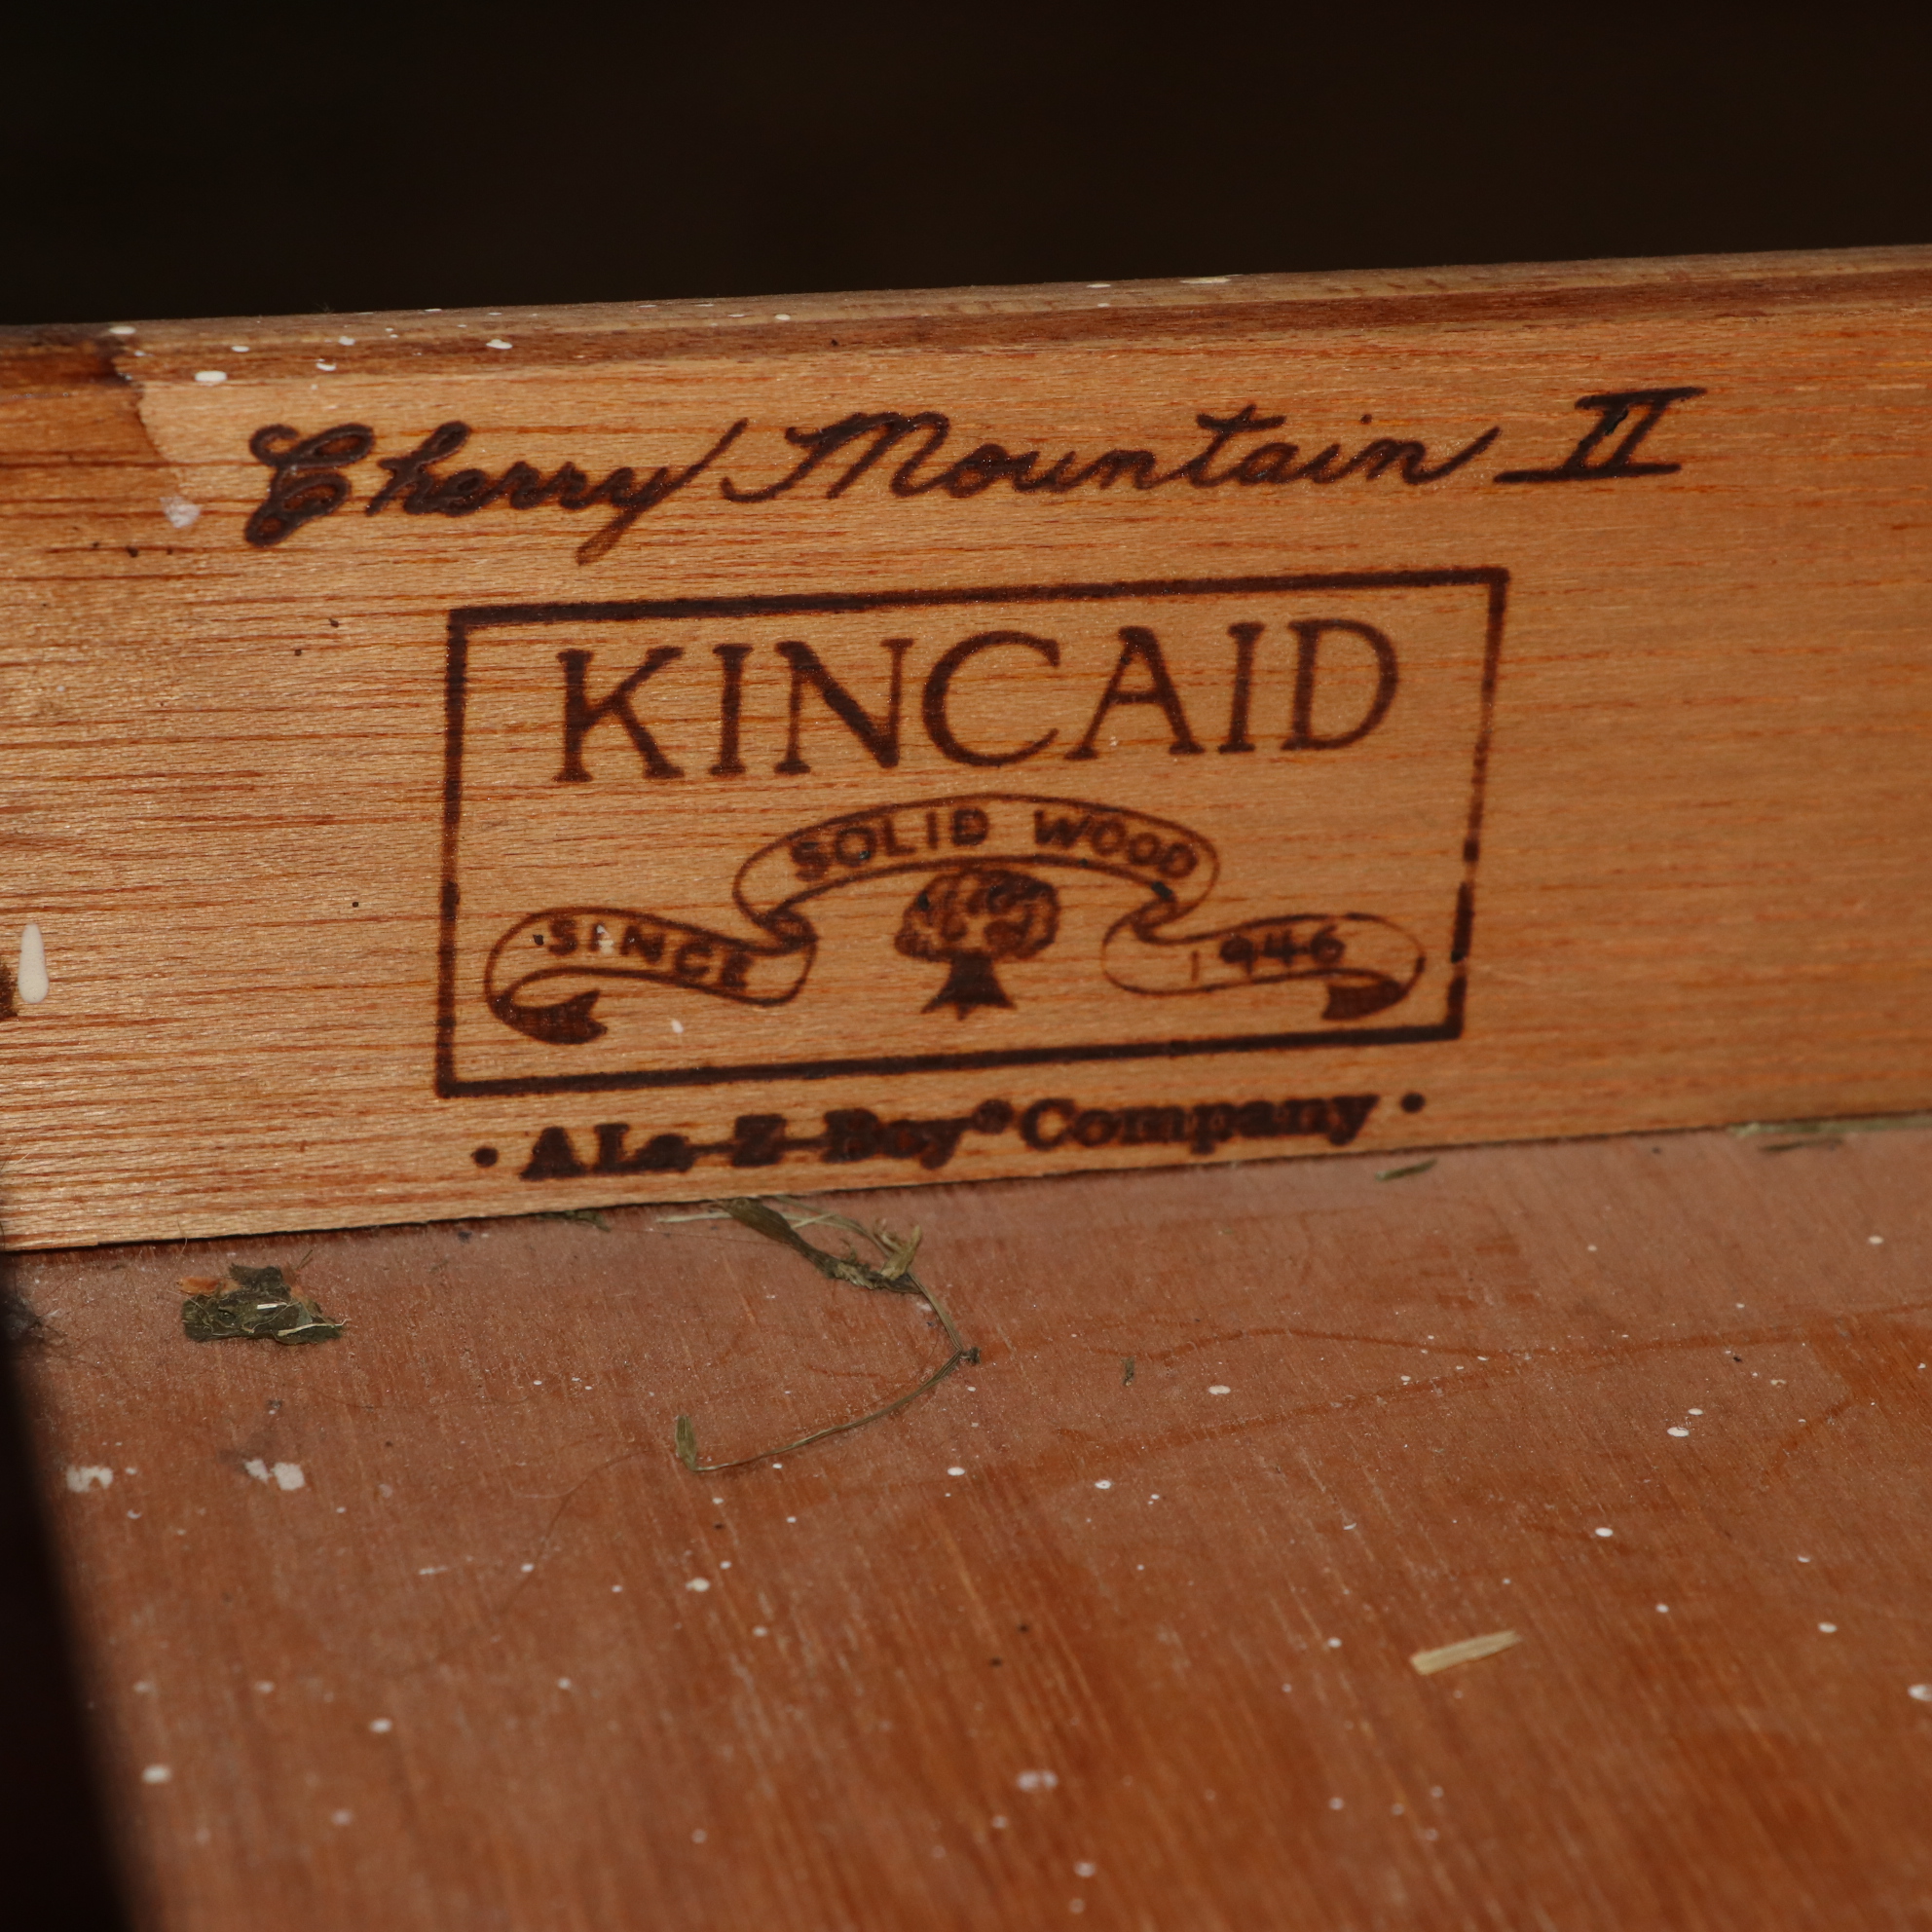 Cherry Mountain II
KINCAID
SOLID WOOD
SINCE 1946
• A La-Z-Boy® Company •